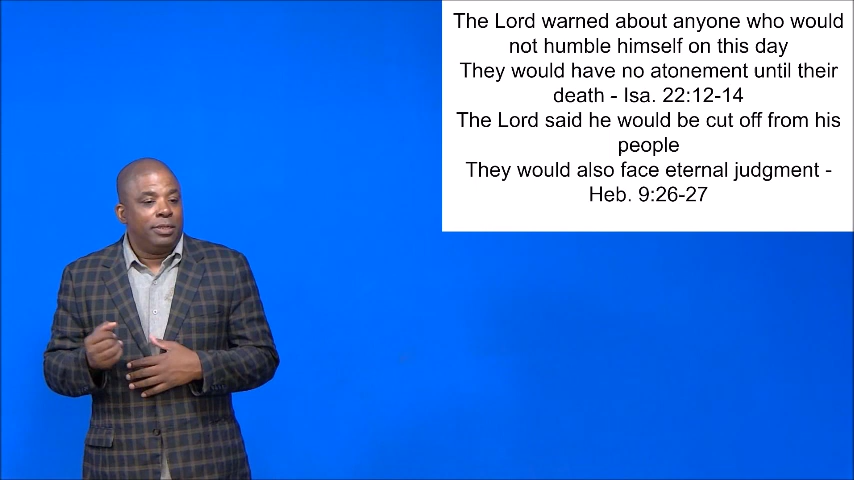 The Lord warned about anyone who would
not humble himself on this day
They would have no atonement until their
death - Isa. 22:12-14
The Lord said he would be cut off from his
people
They would also face eternal judgment -
Heb. 9:26-27